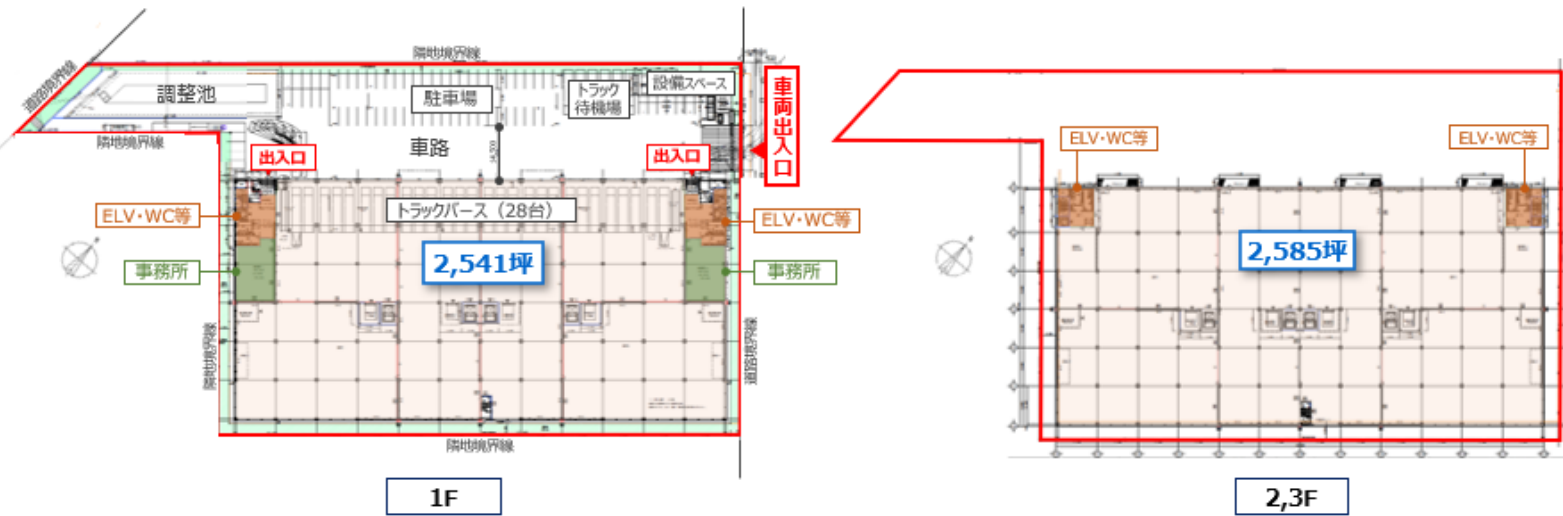 隣地境界線
道路境界線
調整池
駐車場
トラック
待機場
設備スペース
車両出入口
隣地境界線
車路
14,500
出入口
出入口
トラックバース（28台）
ELV・WC等
ELV・WC等
2,541坪
事務所
事務所
隣地境界線
道路境界線
隣地境界線
1F
ELV・WC等
ELV・WC等
2,585坪
2,3F